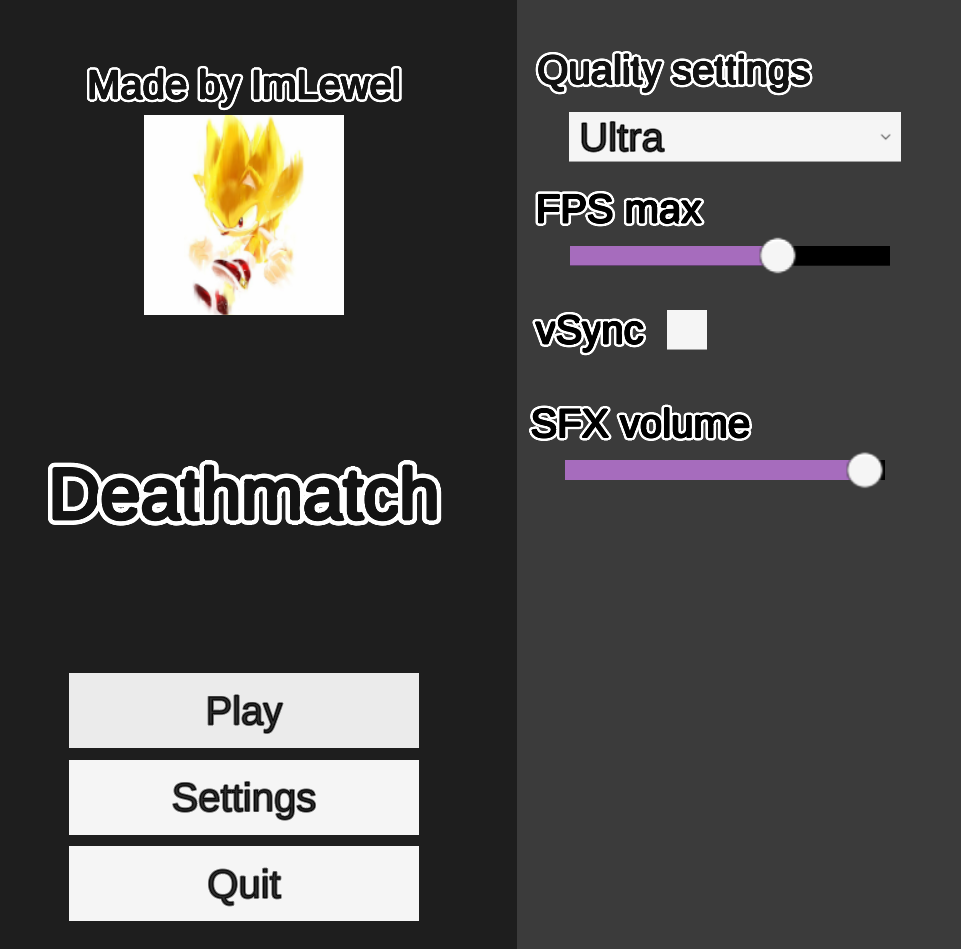 Made by ImLewel
Deathmatch
Play
Settings
Quit
Quality settings
Ultra
FPS max
vSync
SFX volume